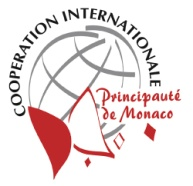 COOPERATION INTERNATIONALE
Principauté
de Monaco